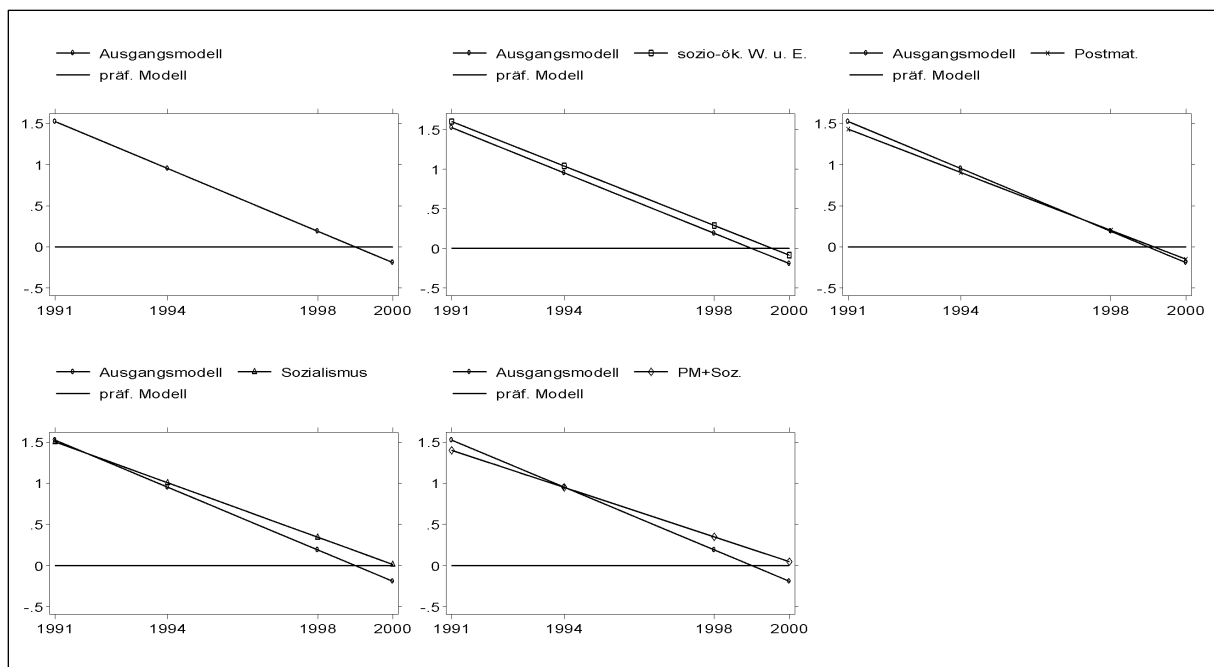 Ausgangsmodell
präf. Modell
1.5
1
.5
0
-.5
1991 1994 1998 2000
Ausgangsmodell sozio-ök. W. u. E.
präf. Modell
1.5
1
.5
0
-.5
1991 1994 1998 2000
Ausgangsmodell Postmat.
präf. Modell
1.5
1
.5
0
-.5
1991 1994 1998 2000
Ausgangsmodell Sozialismus
präf. Modell
1.5
1
.5
0
-.5
1991 1994 1998 2000
Ausgangsmodell PM+Soz.
präf. Modell
1.5
1
.5
0
-.5
1991 1994 1998 2000